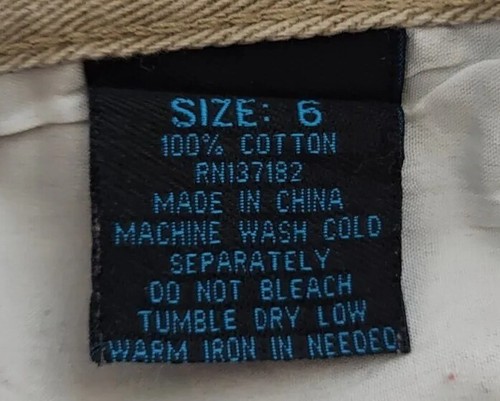 SIZE: 6
100% COTTON
RN137182
MADE IN CHINA
MACHINE WASH COLD
SEPARATELY
DO NOT BLEACH
TUMBLE DRY LOW
WARM IRON IN NEEDED